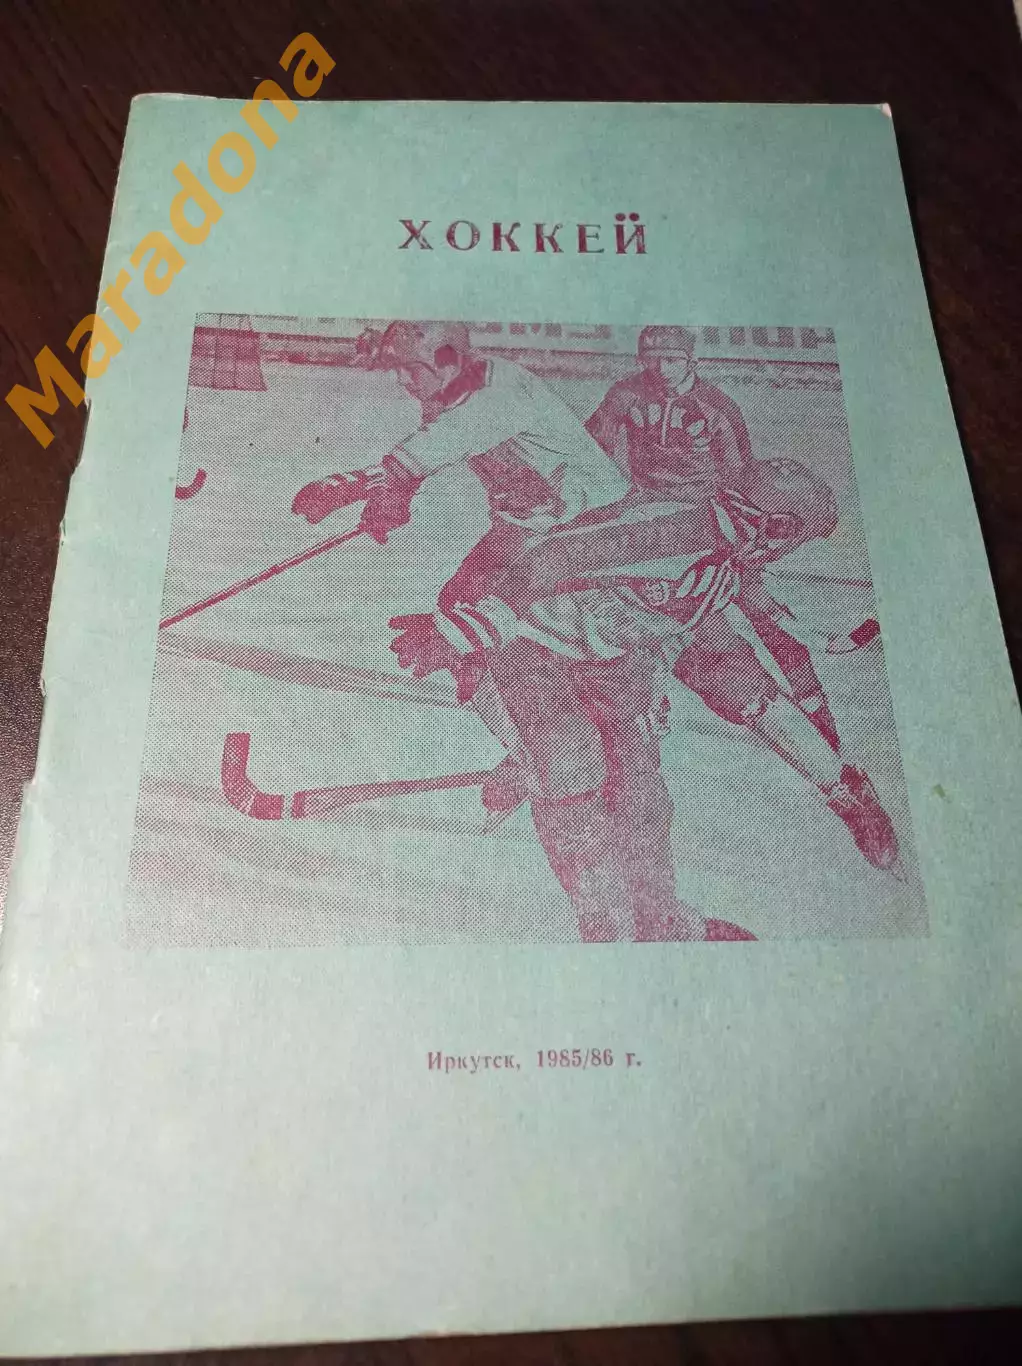 Maradona
ХОККЕЙ
Иркутск, 1985/86 г.